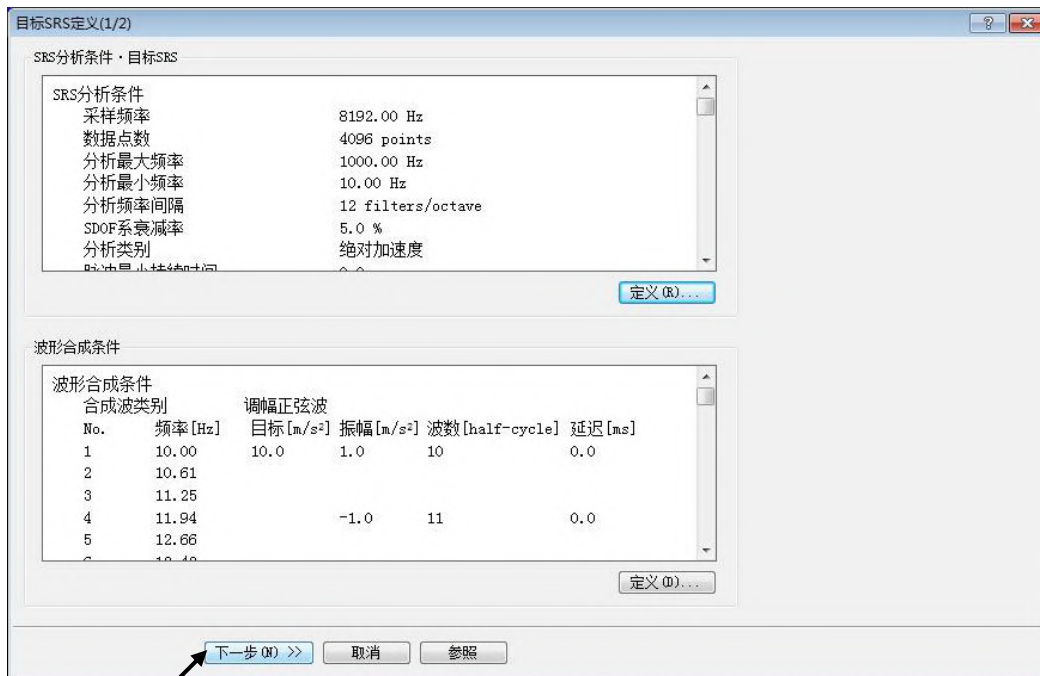 目标SRS定义(1/2)
SRS分析条件・目标SRS
SRS分析条件
采样频率 8192.00 Hz
数据点数 4096 points
分析最大频率 1000.00 Hz
分析最小频率 10.00 Hz
分析频率间隔 12 filters/octave
SDOF系衰减率 5.0 %
分析类别 绝对加速度
定义(R)...
波形合成条件
波形合成条件
合成波类别 调幅正弦波
No. 频率[Hz] 目标[m/s²] 振幅[m/s²] 波数[half-cycle] 延迟[ms]
1 10.00 10.0 1.0 10 0.0
2 10.61
3 11.25
4 11.94 -1.0 11 0.0
5 12.66
定义(D)...
下一步(N) >> 取消 参照